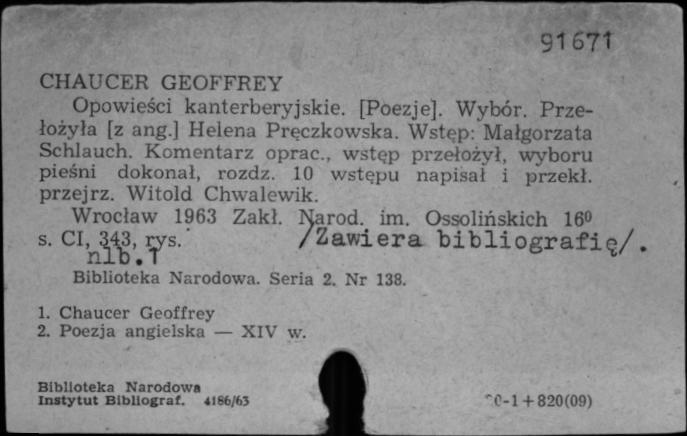 91671
CHAUCER GEOFFREY
Opowieści kanterberyjskie. [Poezje]. Wybór. Prze-
łożyła [z ang.] Helena Pręczkowska. Wstęp: Małgorzata
Schlauch. Komentarz oprac., wstęp przełożył, wyboru
pieśni dokonał, rozdz. 10 wstępu napisał i przekł.
przejrz. Witold Chwalewik.
Wrocław 1963 Zakł. Narod. im. Ossolińskich 16⁰
s. CI, 343, rys. /Zawiera bibliografię/.
nlb.1
Biblioteka Narodowa. Seria 2. Nr 138.
1. Chaucer Geoffrey
2. Poezja angielska — XIV w.
Biblioteka Narodowa
Instytut Bibliograf. 4186/63
0-1+820(09)